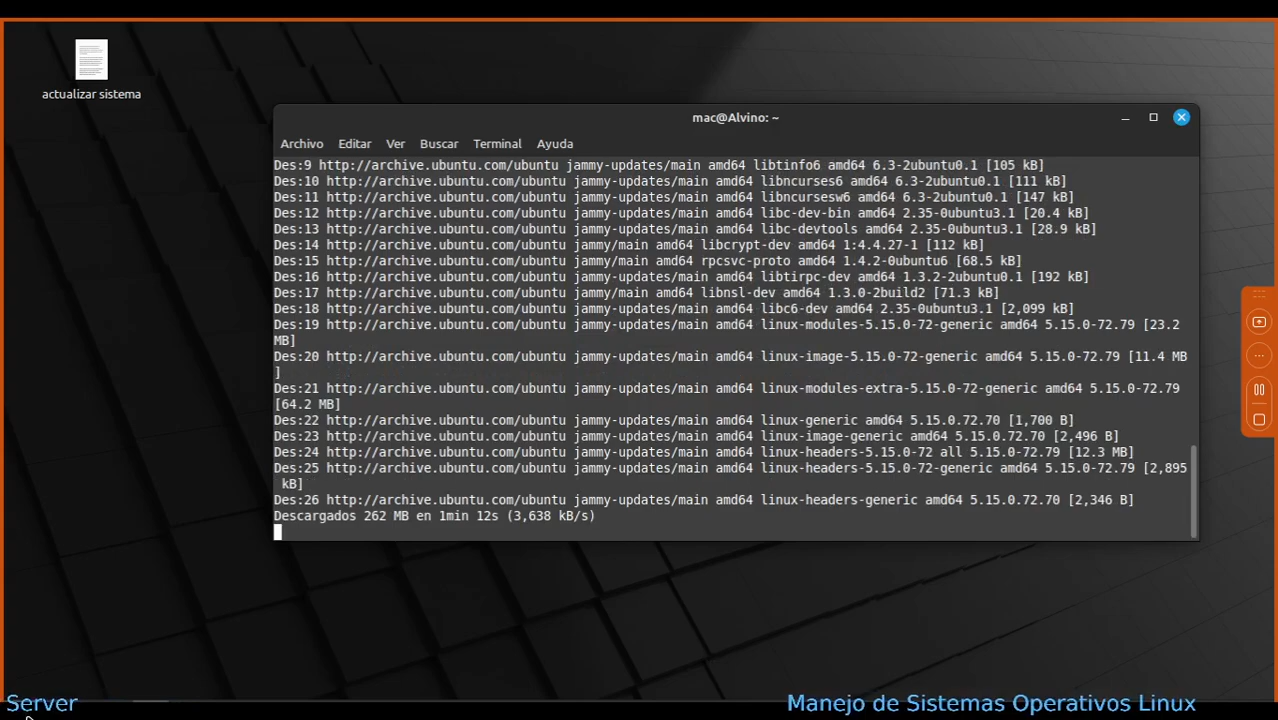 actualizar sistema
mac@Alvino: ~
Archivo Editar Ver Buscar Terminal Ayuda
Des:9 http://archive.ubuntu.com/ubuntu jammy-updates/main amd64 libtinfo6 amd64 6.3-2ubuntu0.1 [105 kB]
Des:10 http://archive.ubuntu.com/ubuntu jammy-updates/main amd64 libncurses6 amd64 6.3-2ubuntu0.1 [111 kB]
Des:11 http://archive.ubuntu.com/ubuntu jammy-updates/main amd64 libncursesw6 amd64 6.3-2ubuntu0.1 [147 kB]
Des:12 http://archive.ubuntu.com/ubuntu jammy-updates/main amd64 libc-dev-bin amd64 2.35-0ubuntu3.1 [20.4 kB]
Des:13 http://archive.ubuntu.com/ubuntu jammy-updates/main amd64 libc-devtools amd64 2.35-0ubuntu3.1 [28.9 kB]
Des:14 http://archive.ubuntu.com/ubuntu jammy/main amd64 libcrypt-dev amd64 1:4.4.27-1 [112 kB]
Des:15 http://archive.ubuntu.com/ubuntu jammy/main amd64 rpcsvc-proto amd64 1.4.2-0ubuntu6 [68.5 kB]
Des:16 http://archive.ubuntu.com/ubuntu jammy-updates/main amd64 libtirpc-dev amd64 1.3.2-2ubuntu0.1 [192 kB]
Des:17 http://archive.ubuntu.com/ubuntu jammy/main amd64 libnsl-dev amd64 1.3.0-2build2 [71.3 kB]
Des:18 http://archive.ubuntu.com/ubuntu jammy-updates/main amd64 libc6-dev amd64 2.35-0ubuntu3.1 [2,099 kB]
Des:19 http://archive.ubuntu.com/ubuntu jammy-updates/main amd64 linux-modules-5.15.0-72-generic amd64 5.15.0-72.79 [23.2
MB]
Des:20 http://archive.ubuntu.com/ubuntu jammy-updates/main amd64 linux-image-5.15.0-72-generic amd64 5.15.0-72.79 [11.4 MB
]
Des:21 http://archive.ubuntu.com/ubuntu jammy-updates/main amd64 linux-modules-extra-5.15.0-72-generic amd64 5.15.0-72.79
[64.2 MB]
Des:22 http://archive.ubuntu.com/ubuntu jammy-updates/main amd64 linux-generic amd64 5.15.0.72.70 [1,700 B]
Des:23 http://archive.ubuntu.com/ubuntu jammy-updates/main amd64 linux-image-generic amd64 5.15.0.72.70 [2,496 B]
Des:24 http://archive.ubuntu.com/ubuntu jammy-updates/main amd64 linux-headers-5.15.0-72 all 5.15.0-72.79 [12.3 MB]
Des:25 http://archive.ubuntu.com/ubuntu jammy-updates/main amd64 linux-headers-5.15.0-72-generic amd64 5.15.0-72.79 [2,895
kB]
Des:26 http://archive.ubuntu.com/ubuntu jammy-updates/main amd64 linux-headers-generic amd64 5.15.0.72.70 [2,346 B]
Descargados 262 MB en 1min 12s (3,638 kB/s)
Server
Manejo de Sistemas Operativos Linux